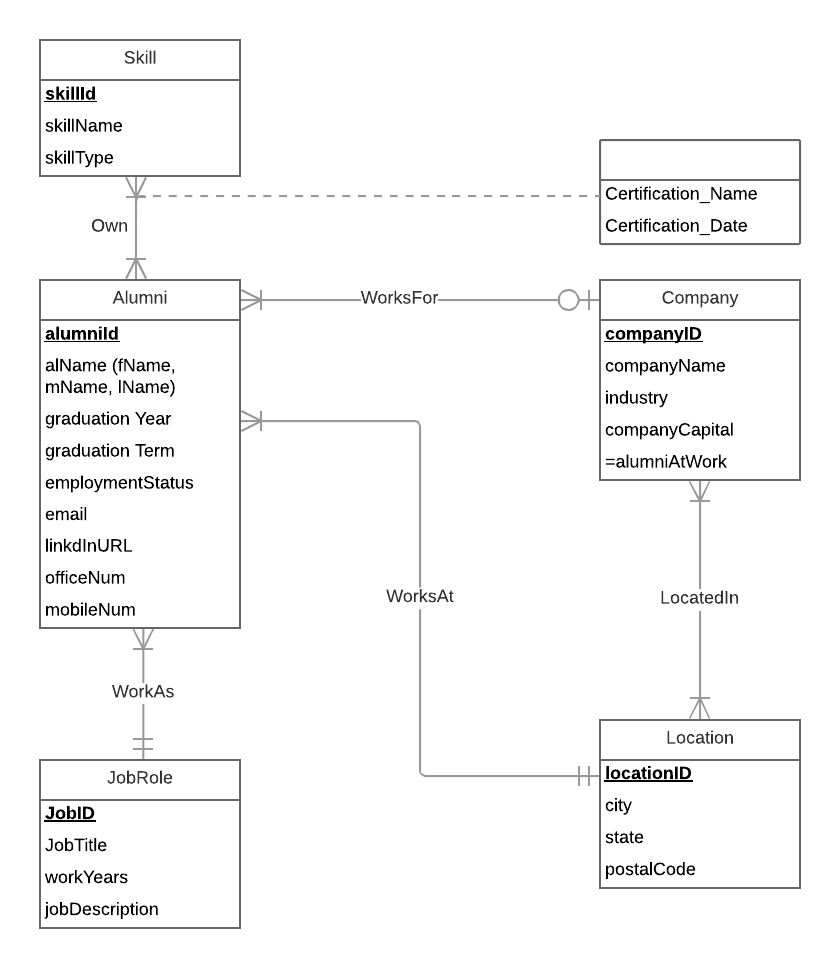 Skill
skillId
skillName
skillType
Certification_Name
Certification_Date
Own
Alumni
alumniId
alName (fName,
mName, lName)
graduation Year
graduation Term
employmentStatus
email
linkdInURL
officeNum
mobileNum
WorksFor
Company
companyID
companyName
industry
companyCapital
=alumniAtWork
WorksAt
LocatedIn
WorkAs
JobRole
JobID
JobTitle
workYears
jobDescription
Location
locationID
city
state
postalCode